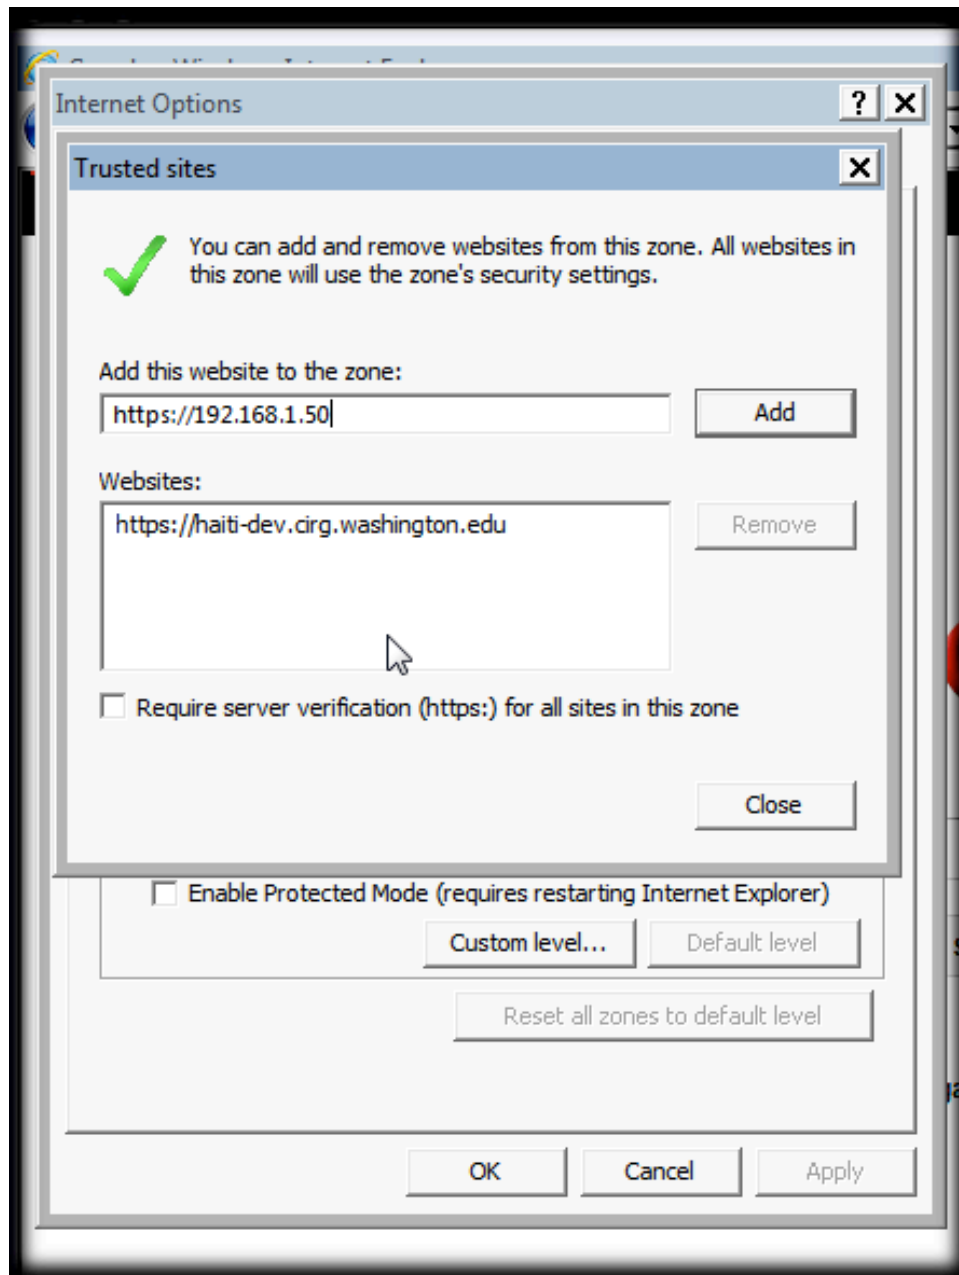 Internet Options
Trusted sites
You can add and remove websites from this zone. All websites in
this zone will use the zone's security settings.
Add this website to the zone:
https://192.168.1.50
Add
Websites:
https://haiti-dev.cirg.washington.edu
Remove
Require server verification (https:) for all sites in this zone
Close
Enable Protected Mode (requires restarting Internet Explorer)
Custom level...
Default level
Reset all zones to default level
OK
Cancel
Apply